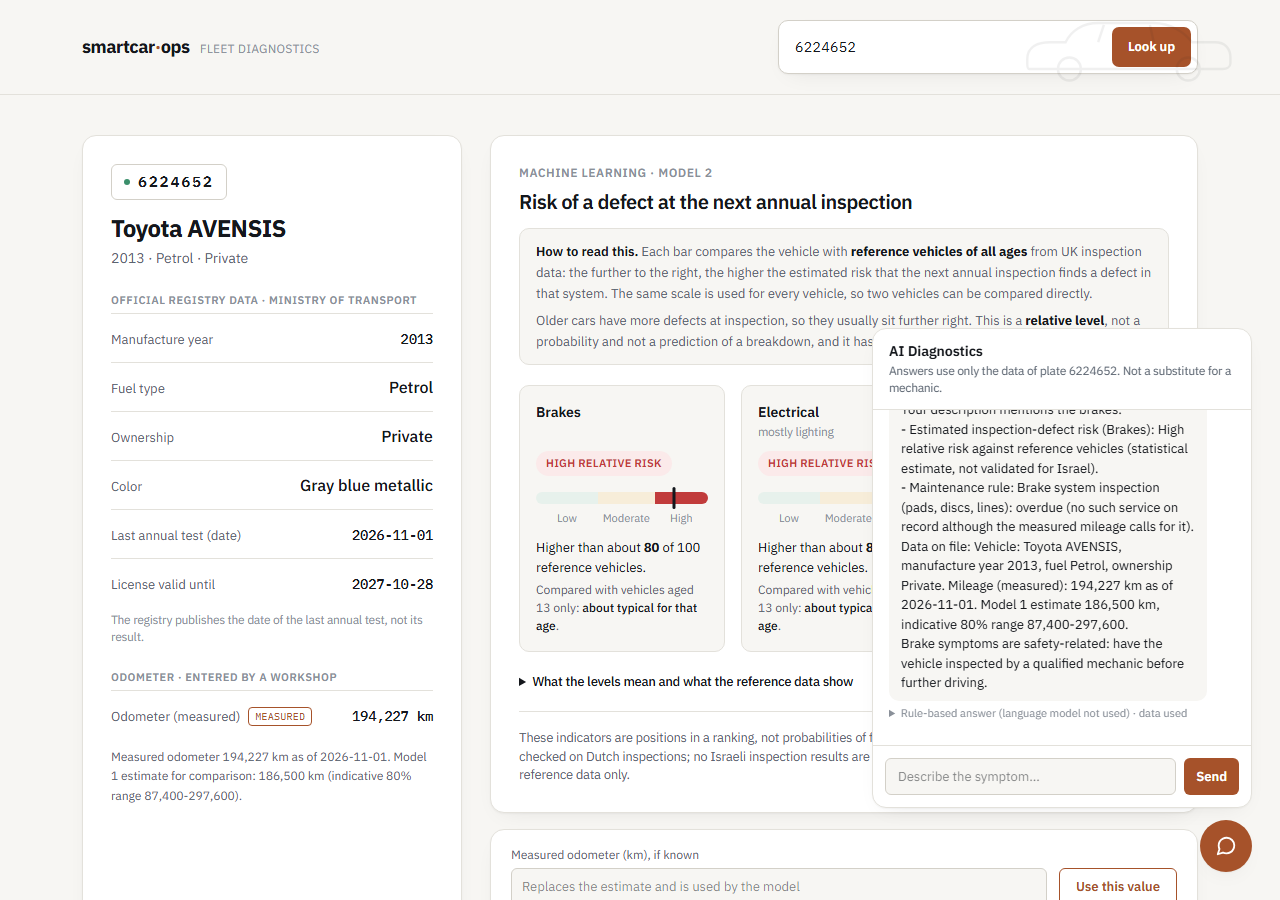 smartcar·ops FLEET DIAGNOSTICS
6224652
Look up
6224652
Toyota AVENSIS
2013 · Petrol · Private
OFFICIAL REGISTRY DATA · MINISTRY OF TRANSPORT
Manufacture year 2013
Fuel type Petrol
Ownership Private
Color Gray blue metallic
Last annual test (date) 2026-11-01
License valid until 2027-10-28
The registry publishes the date of the last annual test, not its
result.
ODOMETER · ENTERED BY A WORKSHOP
Odometer (measured) MEASURED 194,227 km
Measured odometer 194,227 km as of 2026-11-01. Model
1 estimate for comparison: 186,500 km (indicative 80%
range 87,400-297,600).
MACHINE LEARNING · MODEL 2
Risk of a defect at the next annual inspection
How to read this. Each bar compares the vehicle with reference vehicles of all ages from UK inspection
data: the further to the right, the higher the estimated risk that the next annual inspection finds a defect in
that system. The same scale is used for every vehicle, so two vehicles can be compared directly.
Older cars have more defects at inspection, so they usually sit further right. This is a relative level, not a
probability and not a prediction of a breakdown, and it has
Brakes
HIGH RELATIVE RISK
Low Moderate High
Higher than about 80 of 100
reference vehicles.
Compared with vehicles aged
13 only: about typical for that
age.
Electrical
mostly lighting
HIGH RELATIVE RIS
Low Moderate
Higher than about 8
reference vehicles.
Compared with vehic
13 only: about typica
age.
What the levels mean and what the reference data show
These indicators are positions in a ranking, not probabilities of f
checked on Dutch inspections; no Israeli inspection results are
reference data only.
Measured odometer (km), if known
Replaces the estimate and is used by the model
Use this value
AI Diagnostics
Answers use only the data of plate 6224652. Not a substitute for a
mechanic.
Your description mentions the brakes.
- Estimated inspection-defect risk (Brakes): High
relative risk against reference vehicles (statistical
estimate, not validated for Israel).
- Maintenance rule: Brake system inspection
(pads, discs, lines): overdue (no such service on
record although the measured mileage calls for it).
Data on file: Vehicle: Toyota AVENSIS,
manufacture year 2013, fuel Petrol, ownership
Private. Mileage (measured): 194,227 km as of
2026-11-01. Model 1 estimate 186,500 km,
indicative 80% range 87,400-297,600.
Brake symptoms are safety-related: have the
vehicle inspected by a qualified mechanic before
further driving.
Rule-based answer (language model not used) · data used
Describe the symptom...
Send